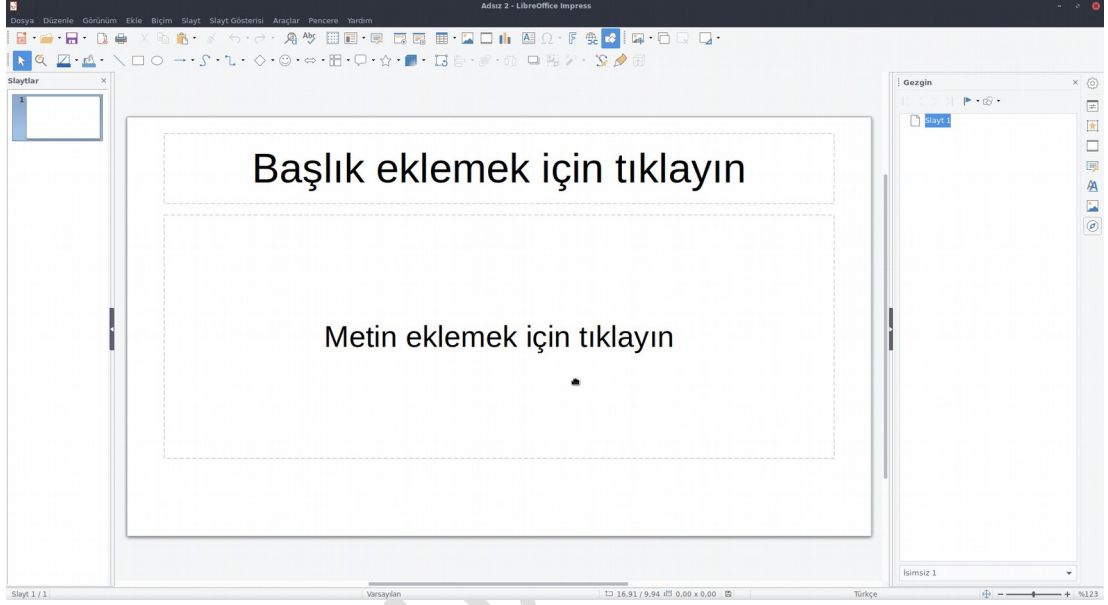 Adsız 2 - LibreOffice Impress
Dosya Düzenle Görünüm Ekle Biçim Slayt Slayt Gösterisi Araçlar Pencere Yardım
Slaytlar
1
Başlık eklemek için tıklayın
Metin eklemek için tıklayın
Gezgin
Slayt 1
İsimsiz 1
Slayt 1 / 1 Varsayılan 16,91 / 9,94 0,00 x 0,00 Türkçe %123